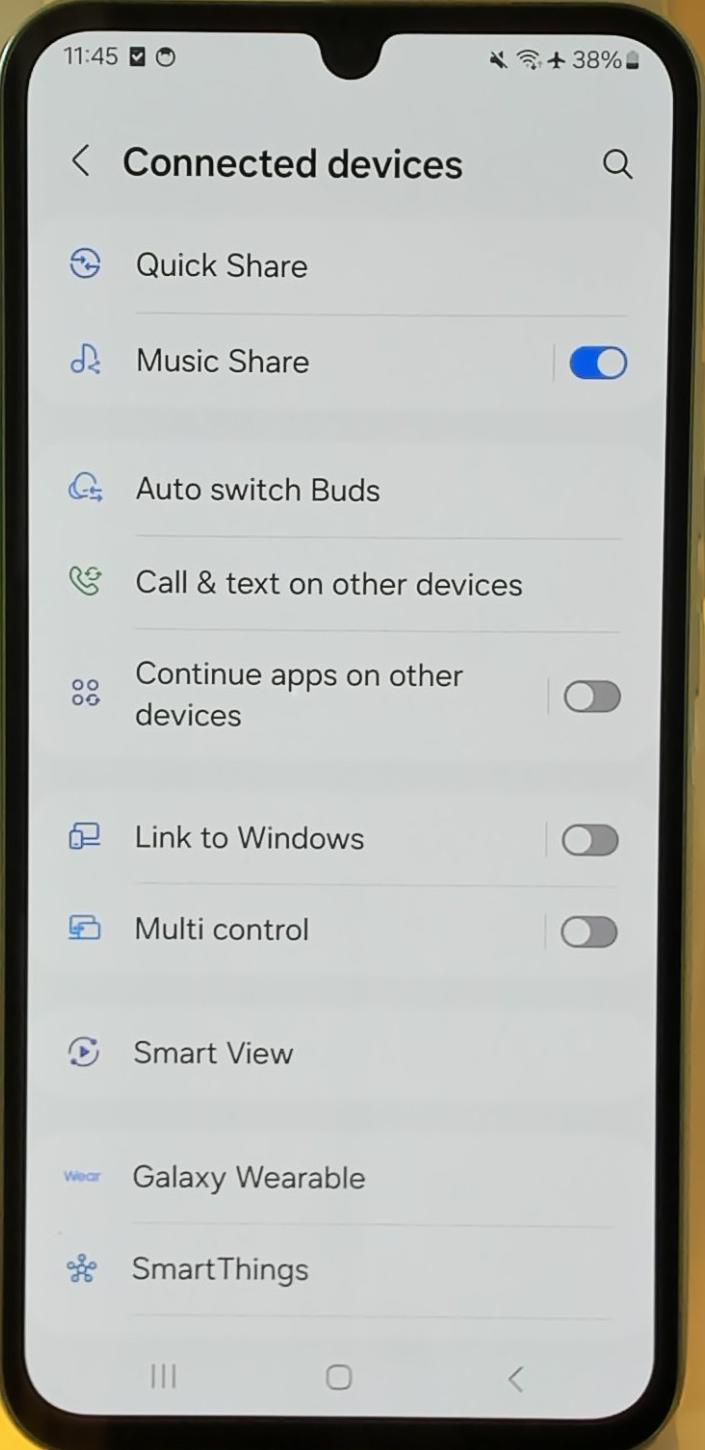 11:45
38%
Connected devices
Quick Share
Music Share
Auto switch Buds
Call & text on other devices
Continue apps on other
devices
Link to Windows
Multi control
Smart View
Wear
Galaxy Wearable
SmartThings